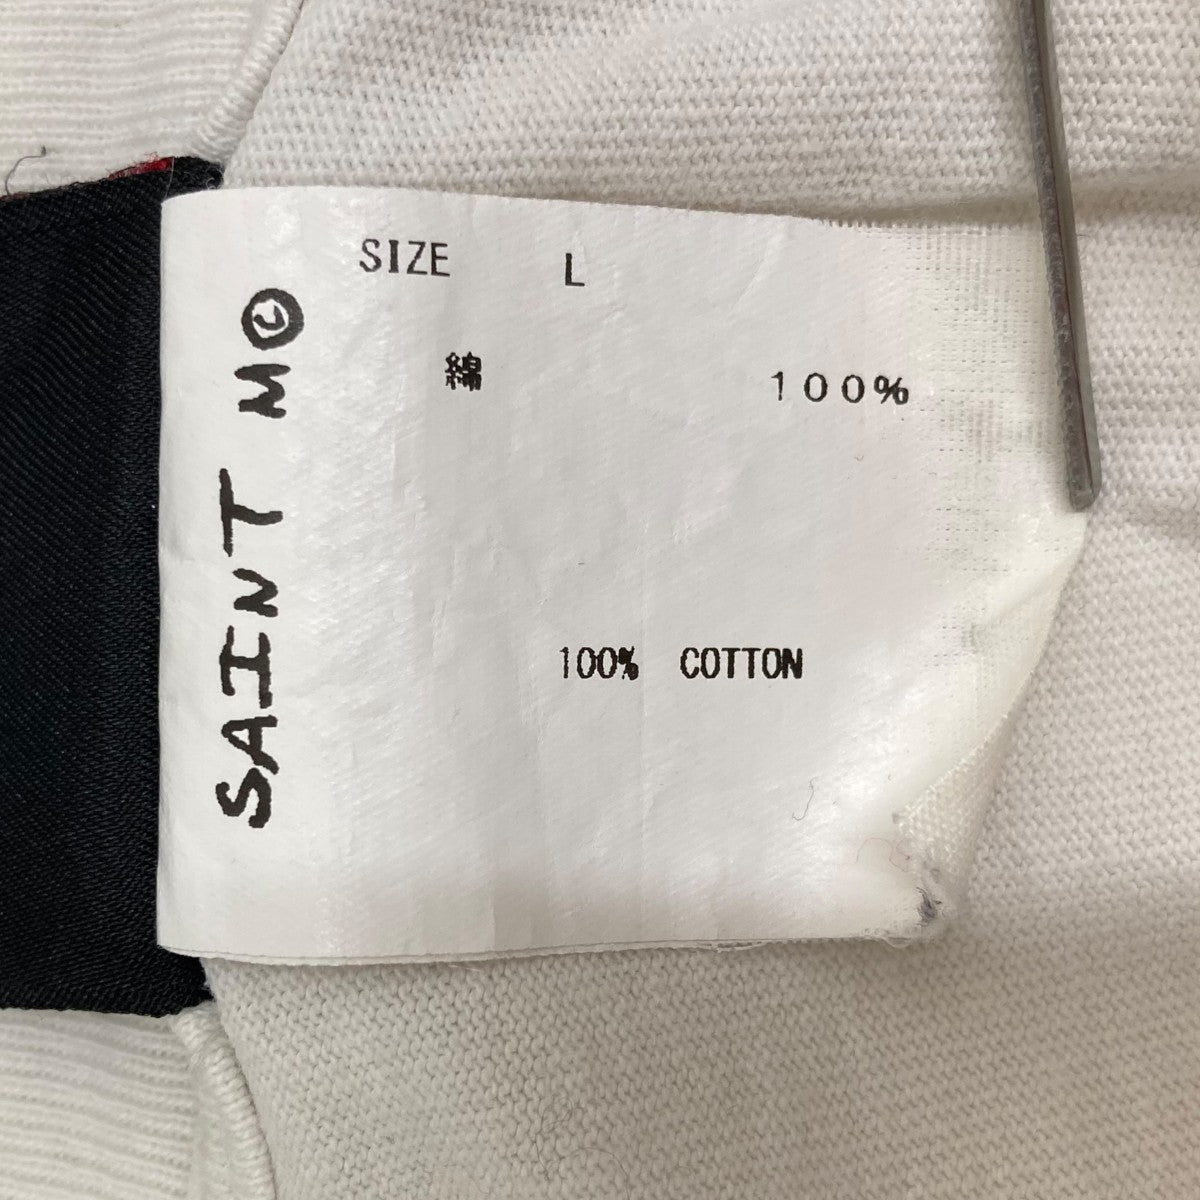 SIZE L
綿 100%
100% COTTON
SAINT M©